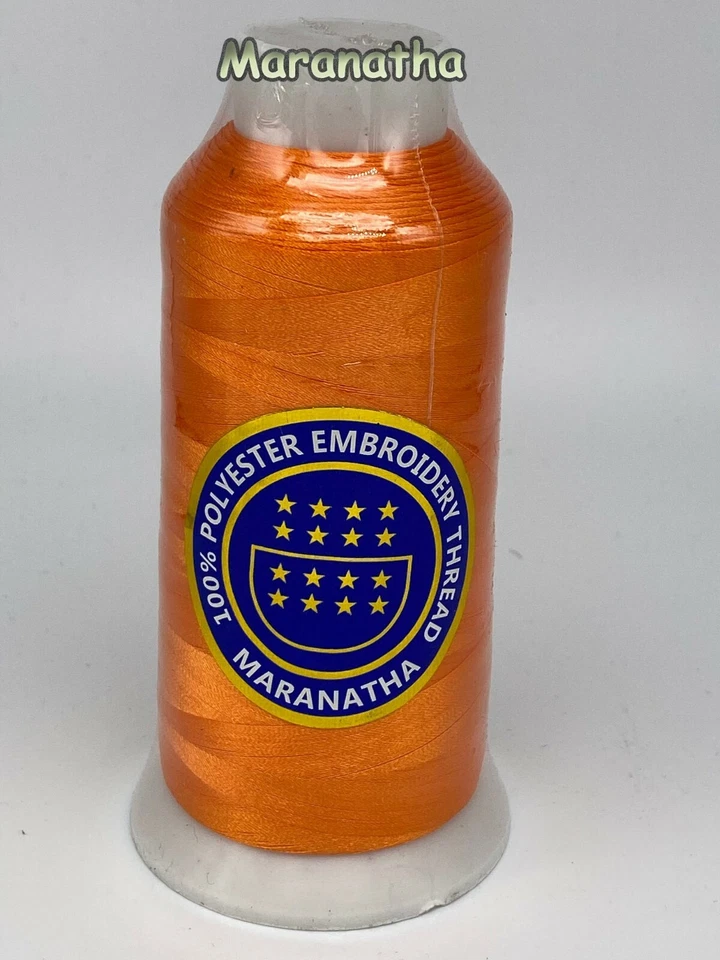 Maranatha
100% POLYESTER EMBROIDERY THREAD
MARANATHA